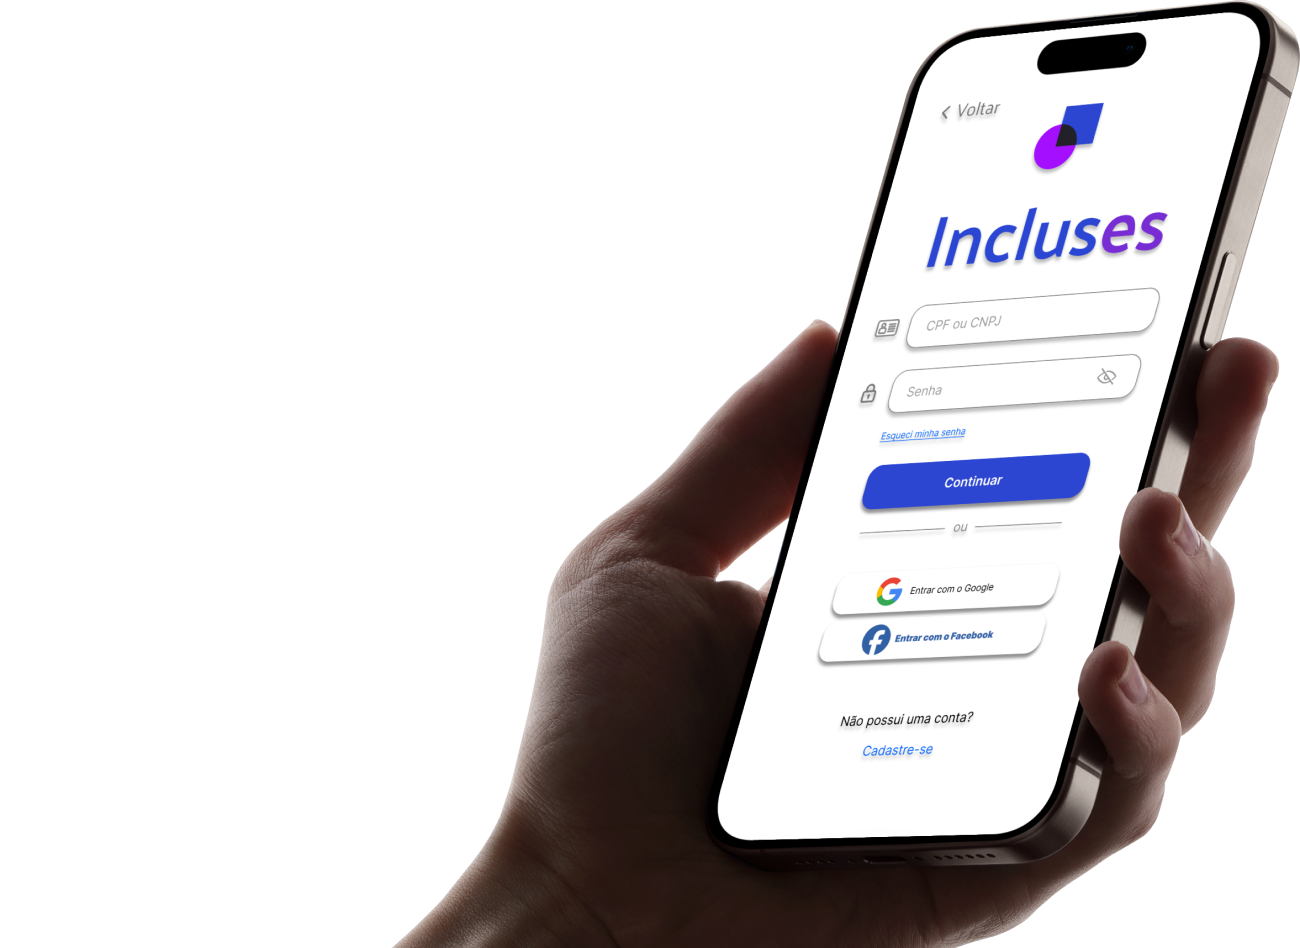 Voltar
Incluses
CPF ou CNPJ
Senha
Esqueci minha senha
Continuar
ou
Entrar com o Google
Entrar com o Facebook
Não possui uma conta?
Cadastre-se